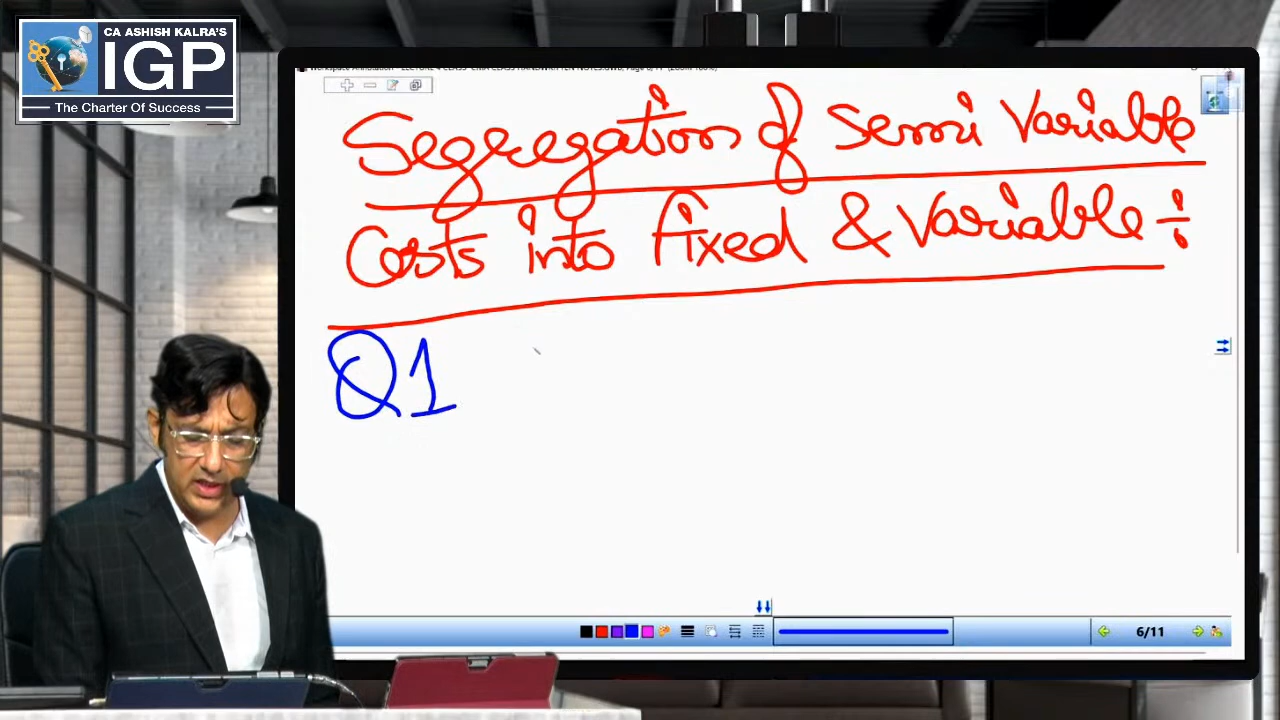 CA ASHISH KALRA'S
IGP
The Charter Of Success
Segregation of Semi Variable
Costs into Fixed & Variable ÷
Q1
6/11